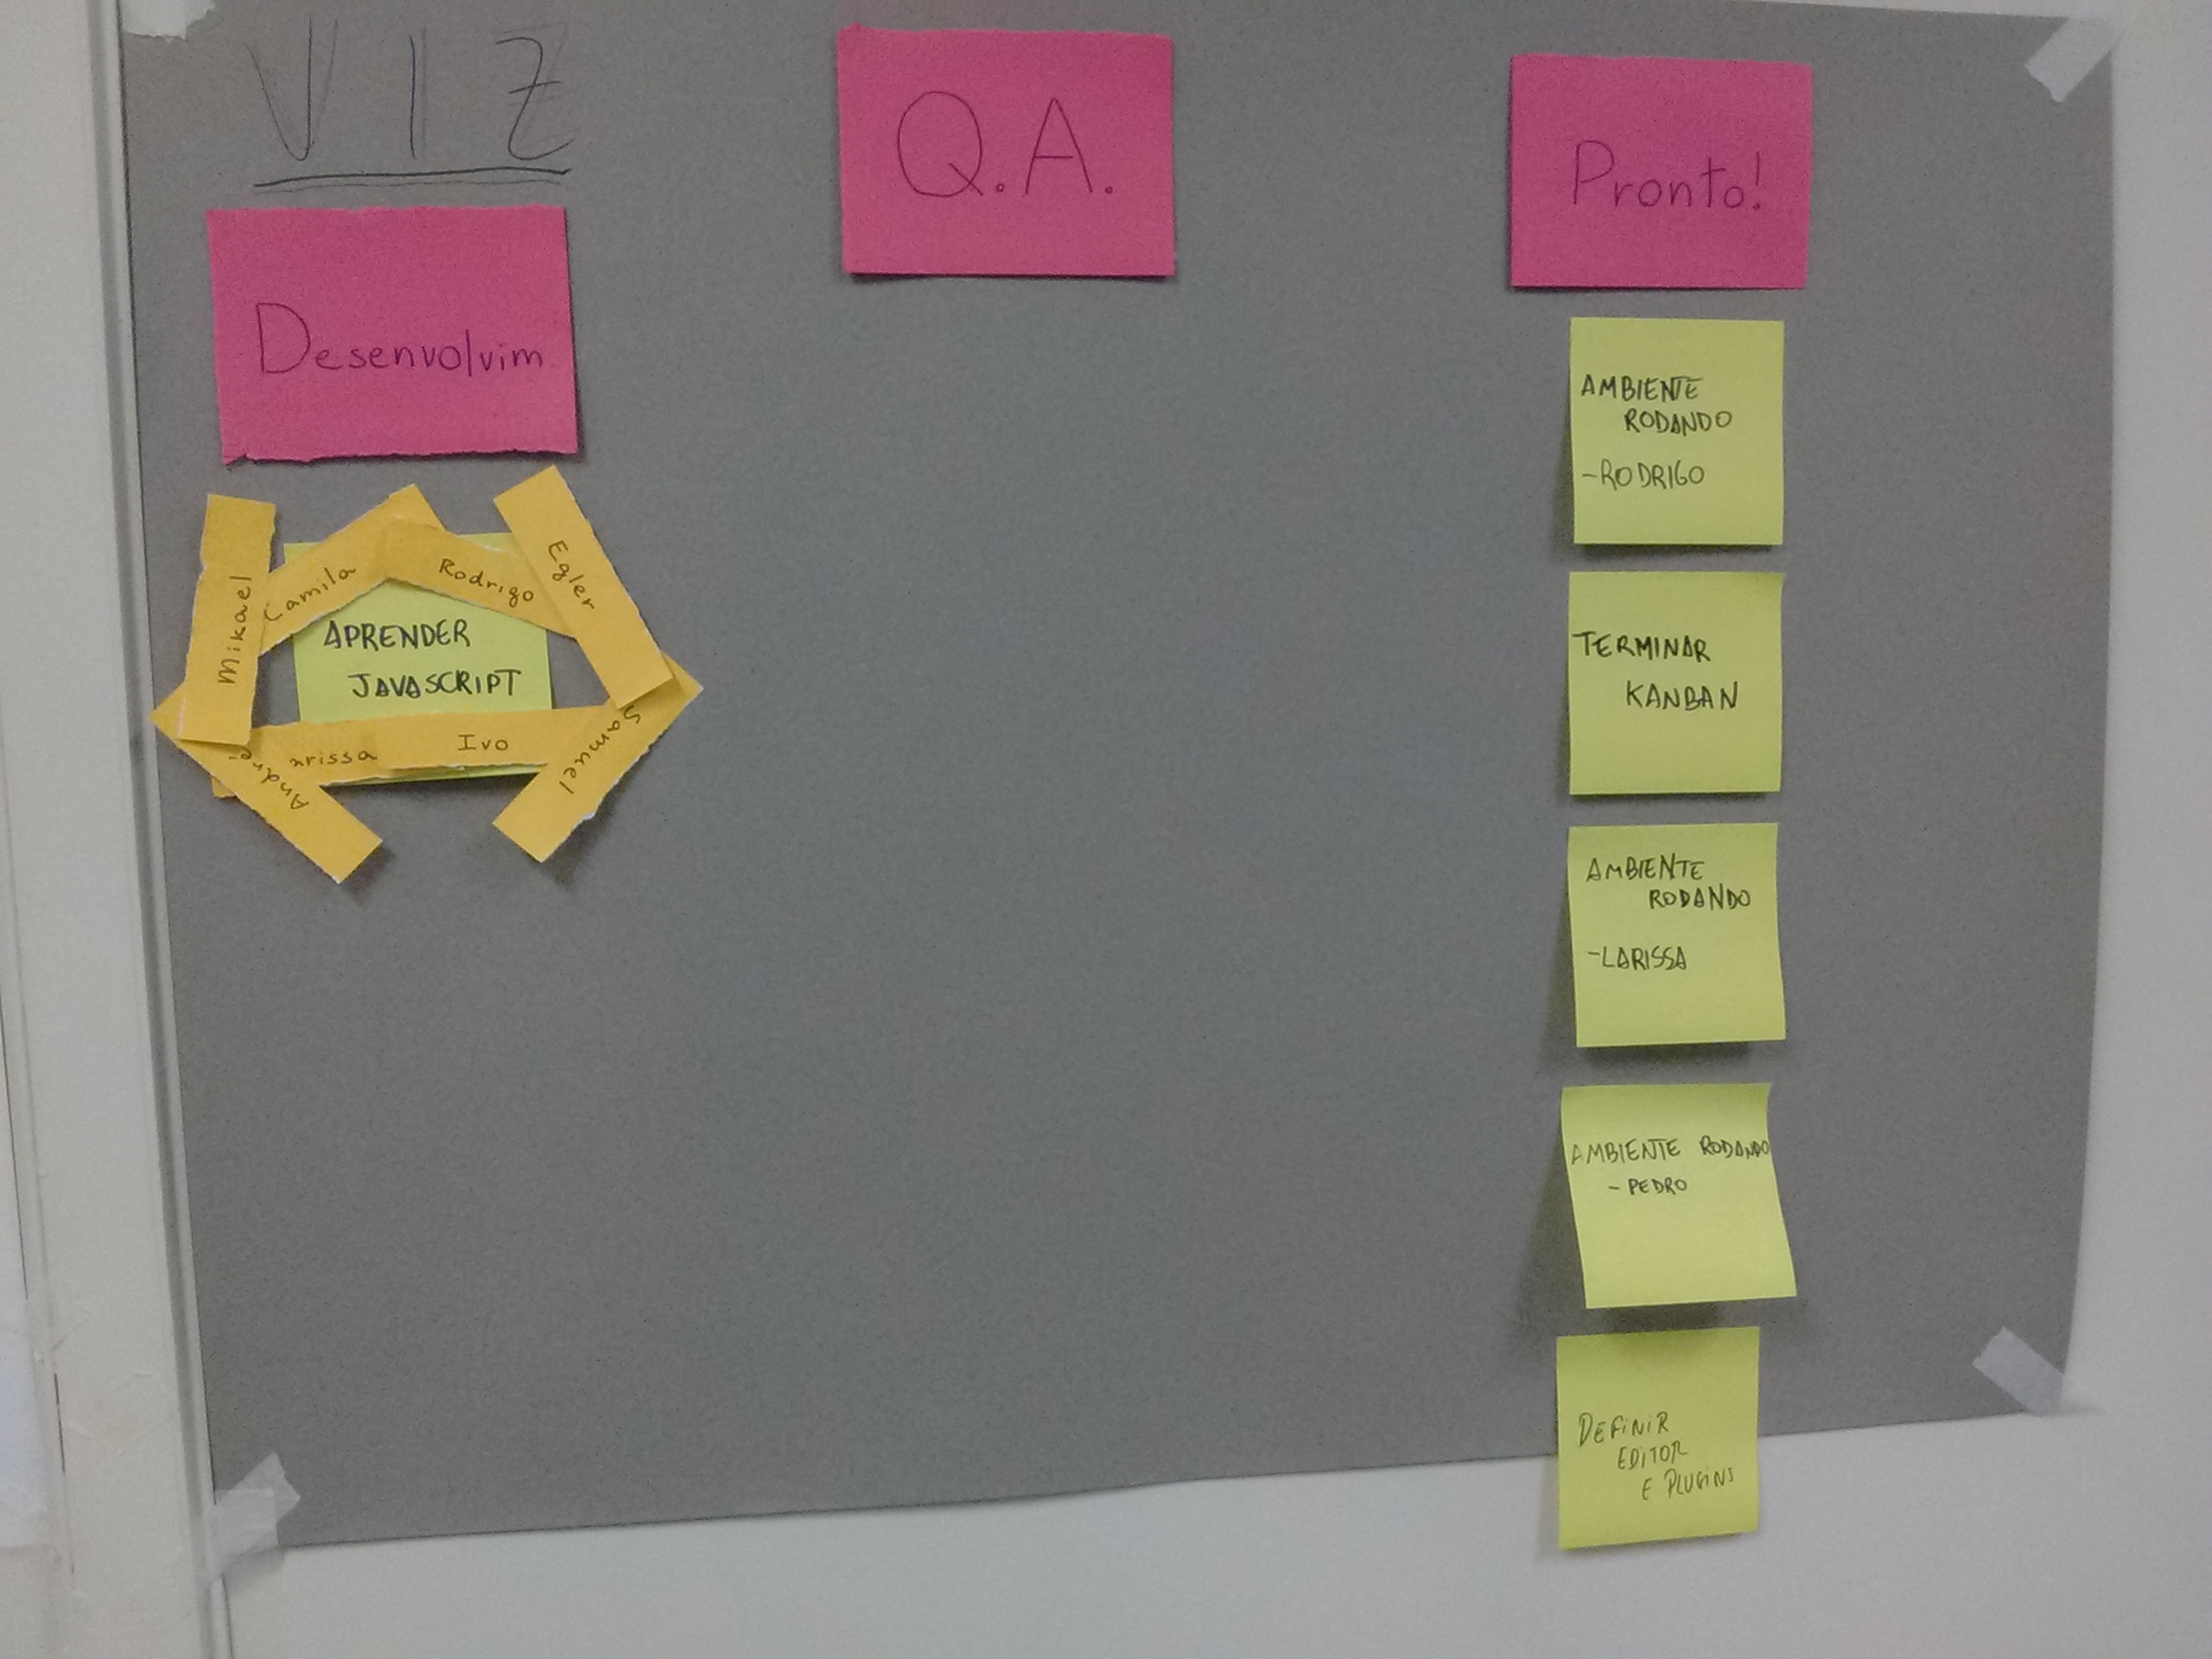 VIZ
Desenvolvim.
Mikael
Camila
Rodrigo
Egler
APRENDER
JAVASCRIPT
Samuel
Ivo
arissa
André
Q.A.
Pronto!
AMBIENTE
RODANDO
-RODRIGO
TERMINAR
KANBAN
AMBIENTE
RODANDO
-LARISSA
AMBIENTE RODANDO
- PEDRO
DEFINIR
EDITOR
E PLUGINS